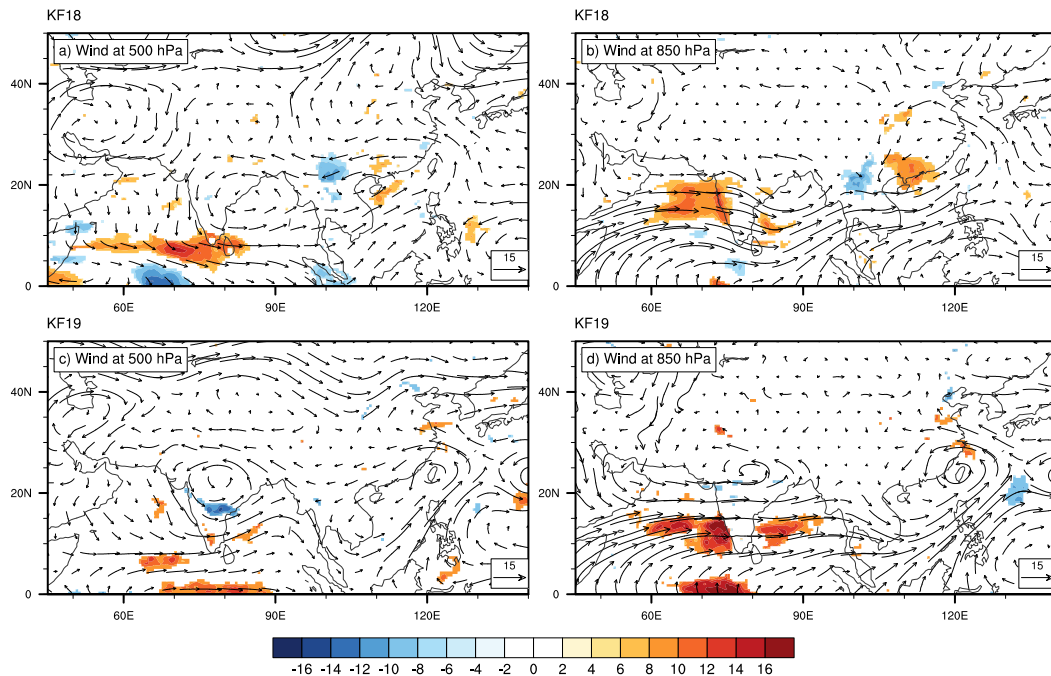 KF18 KF18
a) Wind at 500 hPa b) Wind at 850 hPa
40N 40N
20N 20N
15 15
0 0
60E 90E 120E 60E 90E 120E
KF19 KF19
c) Wind at 500 hPa d) Wind at 850 hPa
40N 40N
20N 20N
15 15
0 0
60E 90E 120E 60E 90E 120E
-16 -14 -12 -10 -8 -6 -4 -2 0 2 4 6 8 10 12 14 16